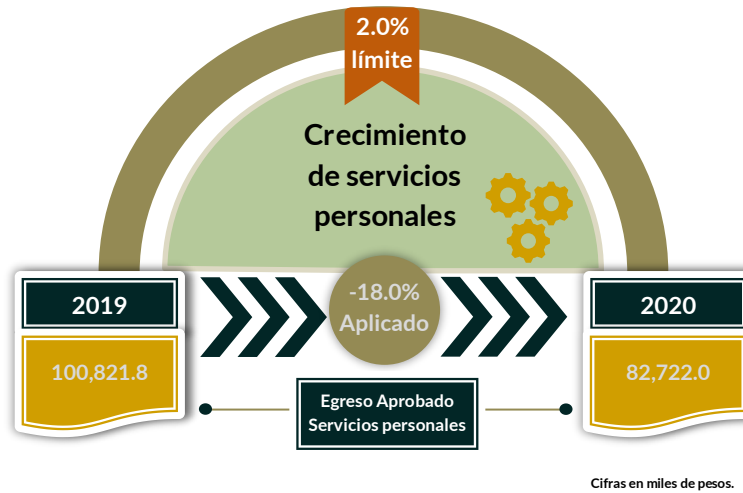 2.0%
límite
Crecimiento
de servicios
personales
2019
-18.0%
Aplicado
2020
100,821.8
82,722.0
Egreso Aprobado
Servicios personales
Cifras en miles de pesos.